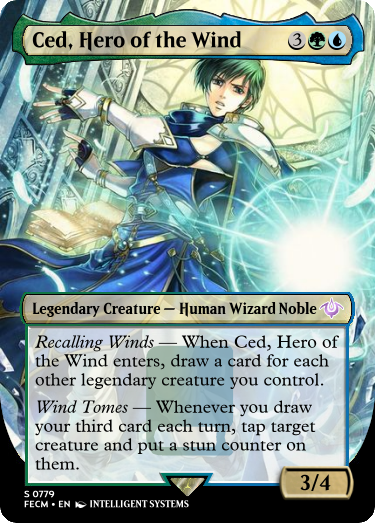 Ced, Hero of the Wind 3
Legendary Creature — Human Wizard Noble
Recalling Winds — When Ced, Hero of
the Wind enters, draw a card for each
other legendary creature you control.
Wind Tomes — Whenever you draw
your third card each turn, tap target
creature and put a stun counter on
them.
3/4
S 0779
FECM • EN INTELLIGENT SYSTEMS